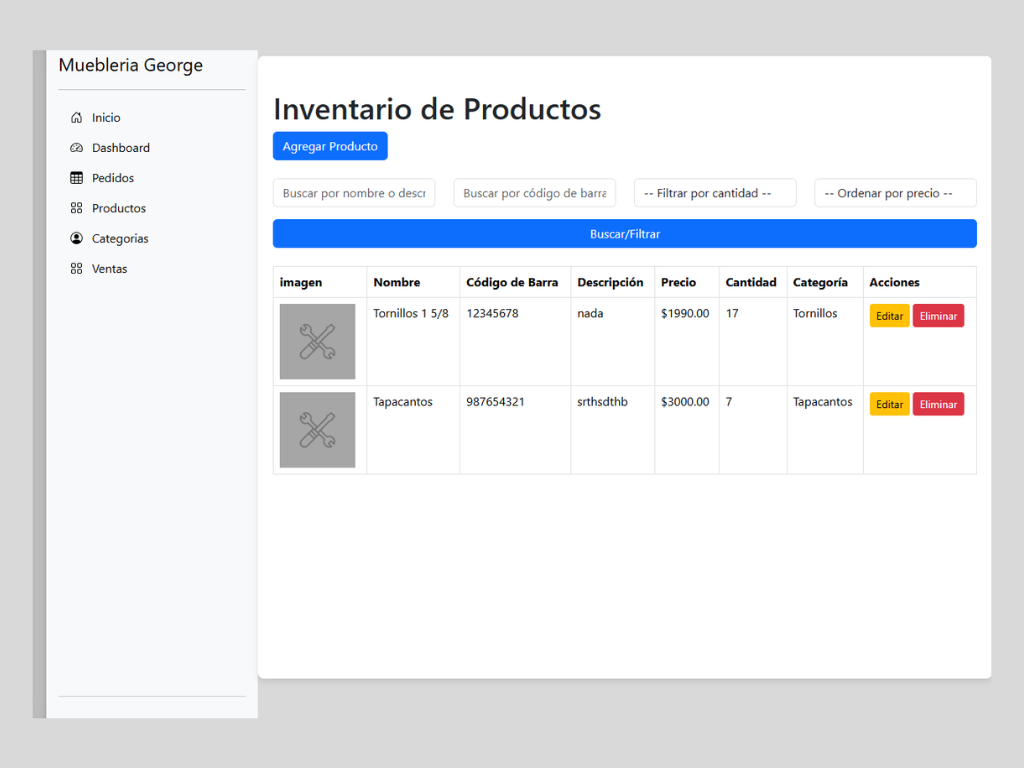 Muebleria George
Inicio
Dashboard
Pedidos
Productos
Categorias
Ventas
Inventario de Productos
Agregar Producto
Buscar por nombre o descr
Buscar por código de barra
-- Filtrar por cantidad --
-- Ordenar por precio --
Buscar/Filtrar
imagen Nombre Código de Barra Descripción Precio Cantidad Categoría Acciones
Tornillos 1 5/8 12345678 nada $1990.00 17 Tornillos Editar Eliminar
Tapacantos 987654321 srthsdthb $3000.00 7 Tapacantos Editar Eliminar